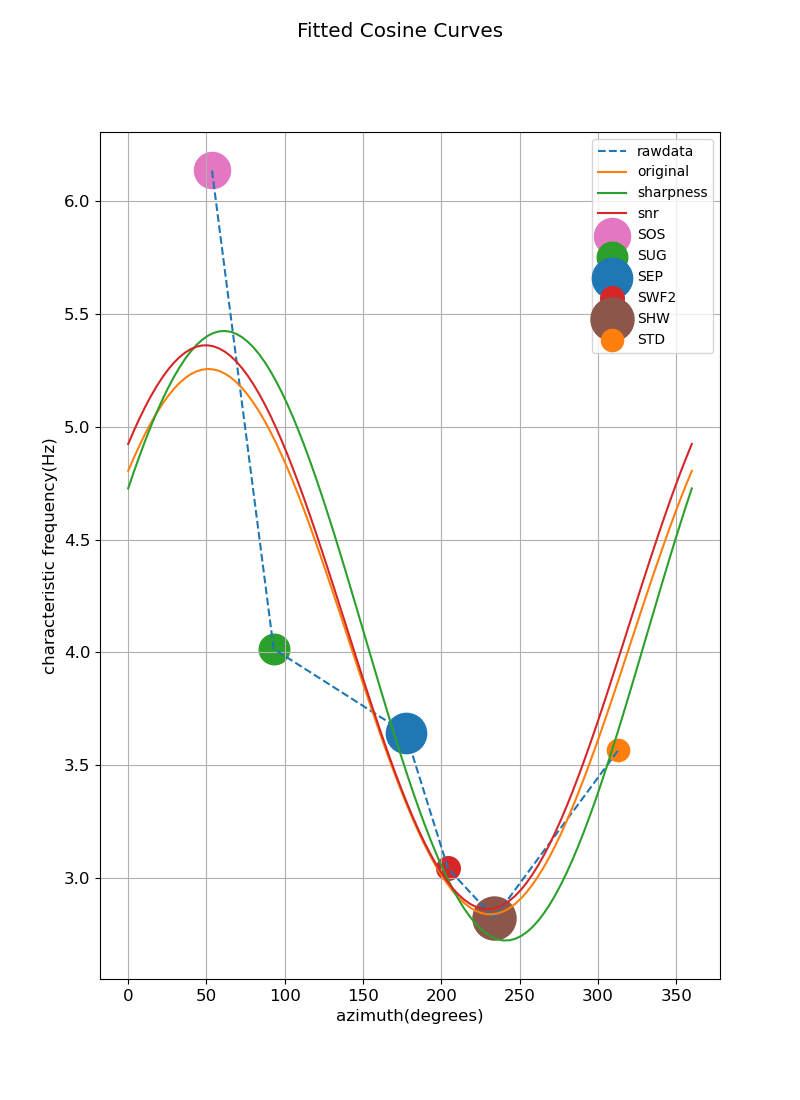 Fitted Cosine Curves
rawdata
original
sharpness
snr
SOS
SUG
SEP
SWF2
SHW
STD
6.0
5.5
5.0
4.5
4.0
3.5
3.0
characteristic frequency(Hz)
0 50 100 150 200 250 300 350
azimuth(degrees)